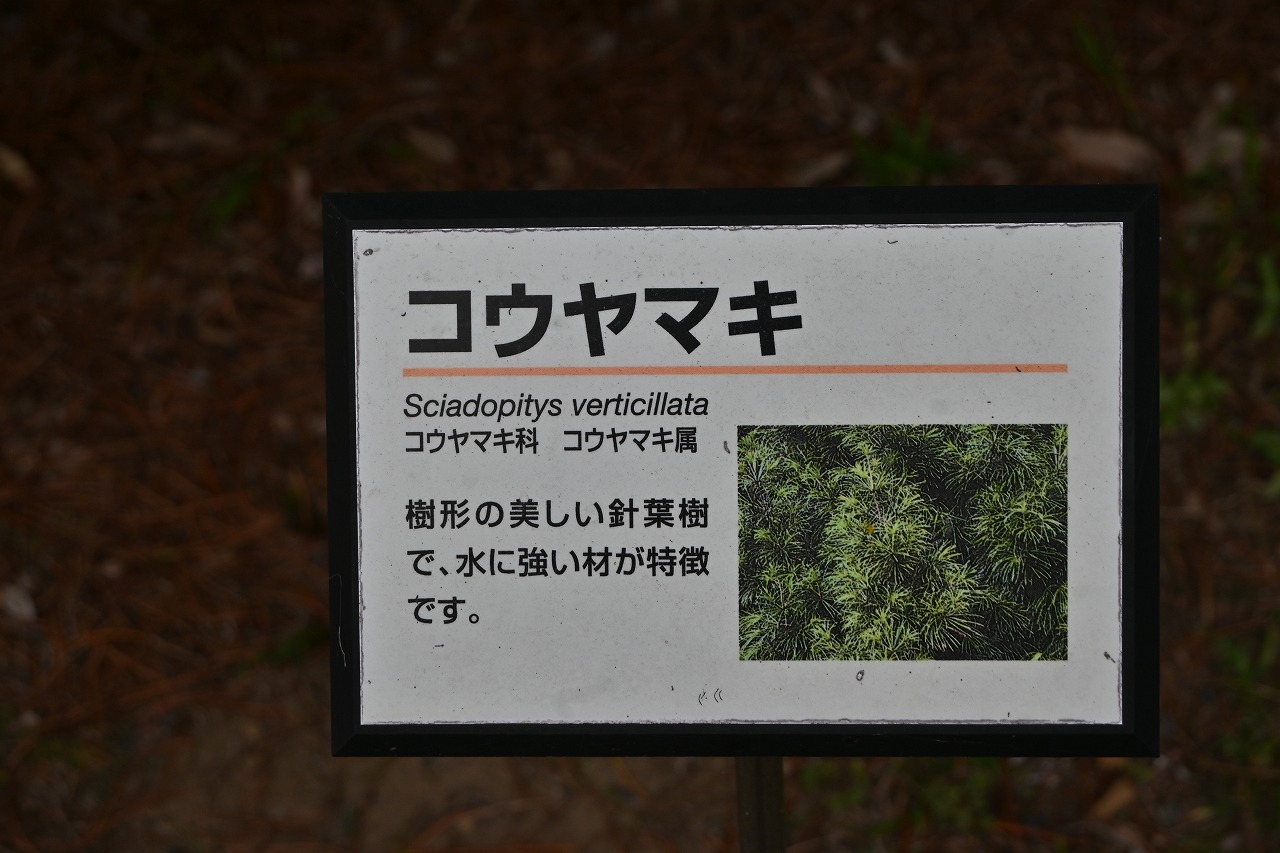 コウヤマキ
Sciadopitys verticillata
コウヤマキ科　コウヤマキ属
樹形の美しい針葉樹
で、水に強い材が特徴
です。